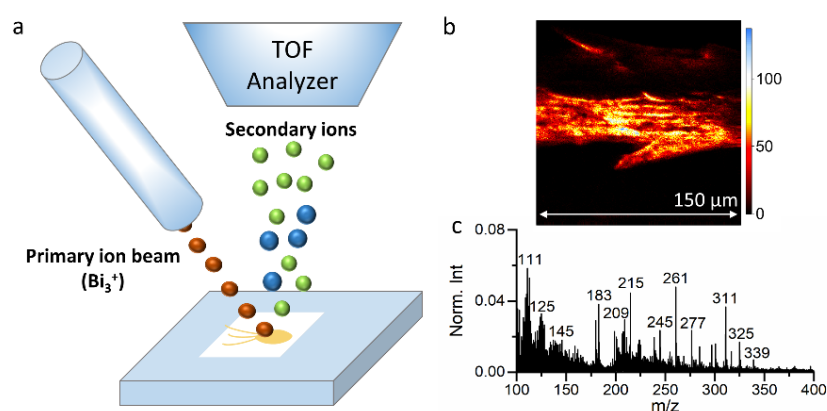 a
TOF
Analyzer
Secondary ions
Primary ion beam
(Bi₃⁺)
b
100
50
0
150 μm
c
0.08
0.04
0.00
Norm. Int
111
125
145
183
209
215
245
261
277
311
325
339
100
150
200
250
300
350
400
m/z